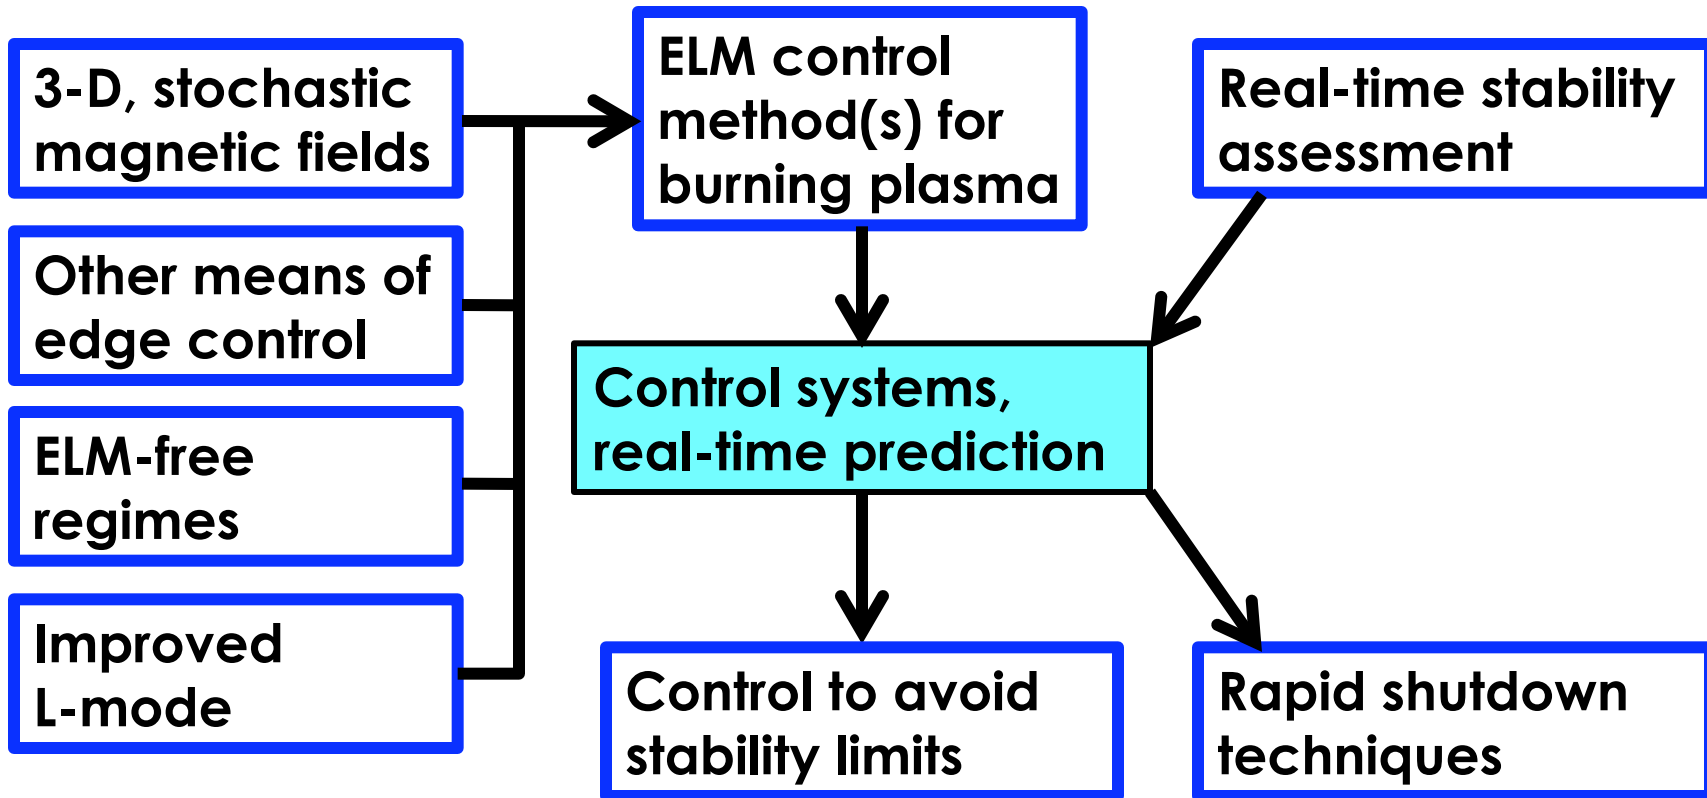 3-D, stochastic
magnetic fields
Other means of
edge control
ELM-free
regimes
Improved
L-mode
ELM control
method(s) for
burning plasma
Real-time stability
assessment
Control systems,
real-time prediction
Control to avoid
stability limits
Rapid shutdown
techniques